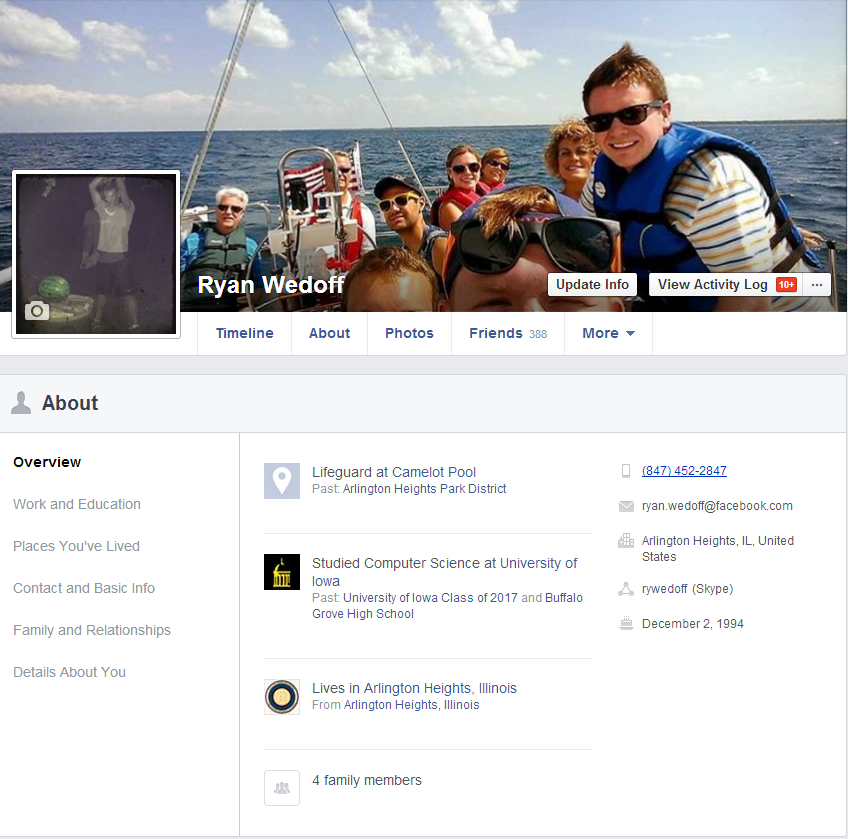 Ryan Wedoff
Update Info
View Activity Log 10+ ...
Timeline
About
Photos
Friends 388
More
About
Overview
Work and Education
Places You've Lived
Contact and Basic Info
Family and Relationships
Details About You
Lifeguard at Camelot Pool
Past: Arlington Heights Park District
Studied Computer Science at University of
Iowa
Past: University of Iowa Class of 2017 and Buffalo
Grove High School
Lives in Arlington Heights, Illinois
From Arlington Heights, Illinois
4 family members
(847) 452-2847
ryan.wedoff@facebook.com
Arlington Heights, IL, United
States
rywedoff (Skype)
December 2, 1994